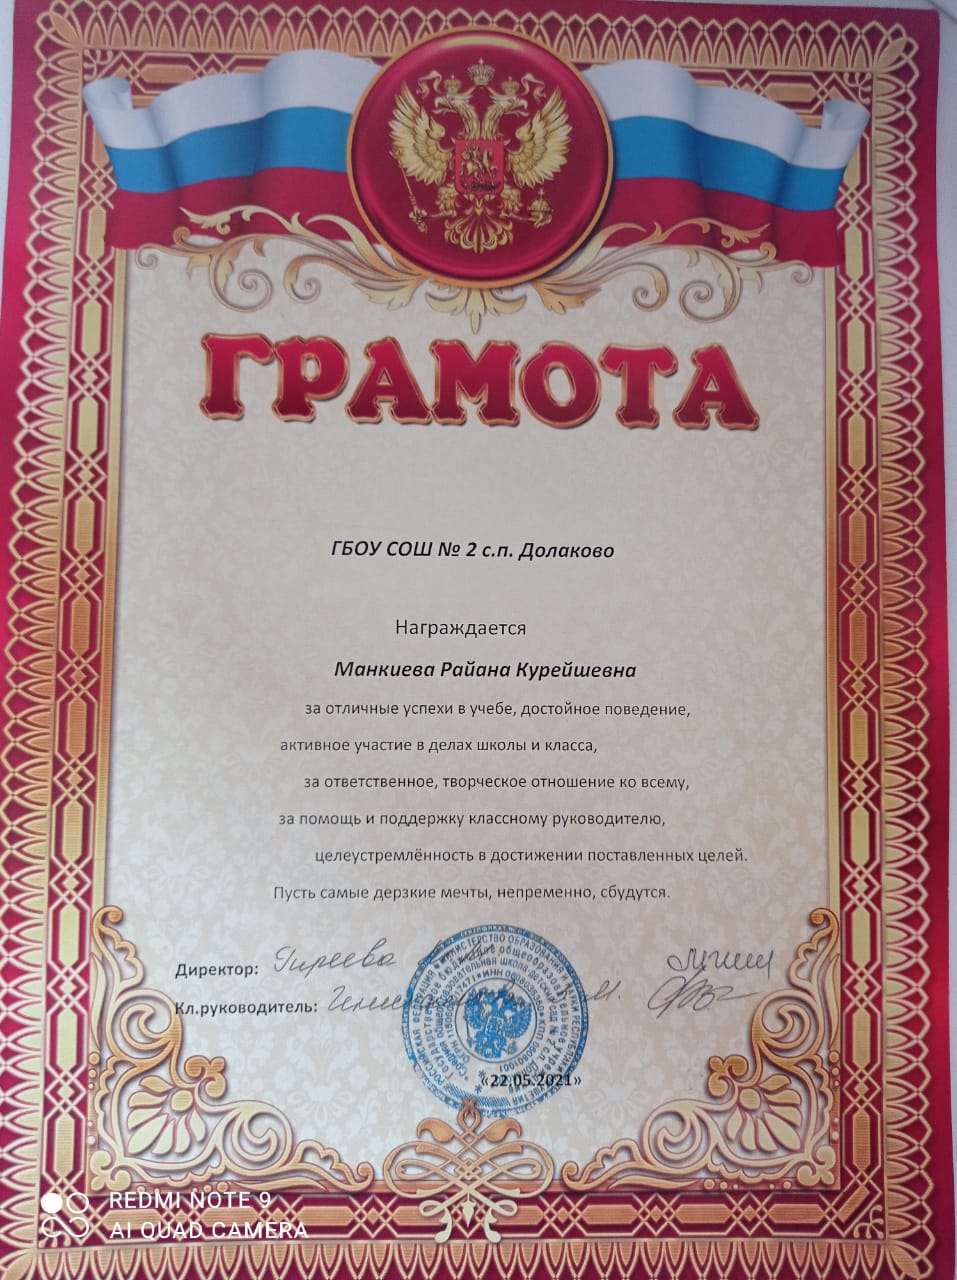 ГРАМОТА
ГБОУ СОШ № 2 с.п. Долаково
Награждается
Манкиева Райана Курейшевна
за отличные успехи в учебе, достойное поведение,
активное участие в делах школы и класса,
за ответственное, творческое отношение ко всему,
за помощь и поддержку классному руководителю,
целеустремлённость в достижении поставленных целей.
Пусть самые дерзкие мечты, непременно, сбудутся.
Директор: Гиреева
Кл.руководитель:
«22.05.2021»
REDMI NOTE 9
AI QUAD CAMERA